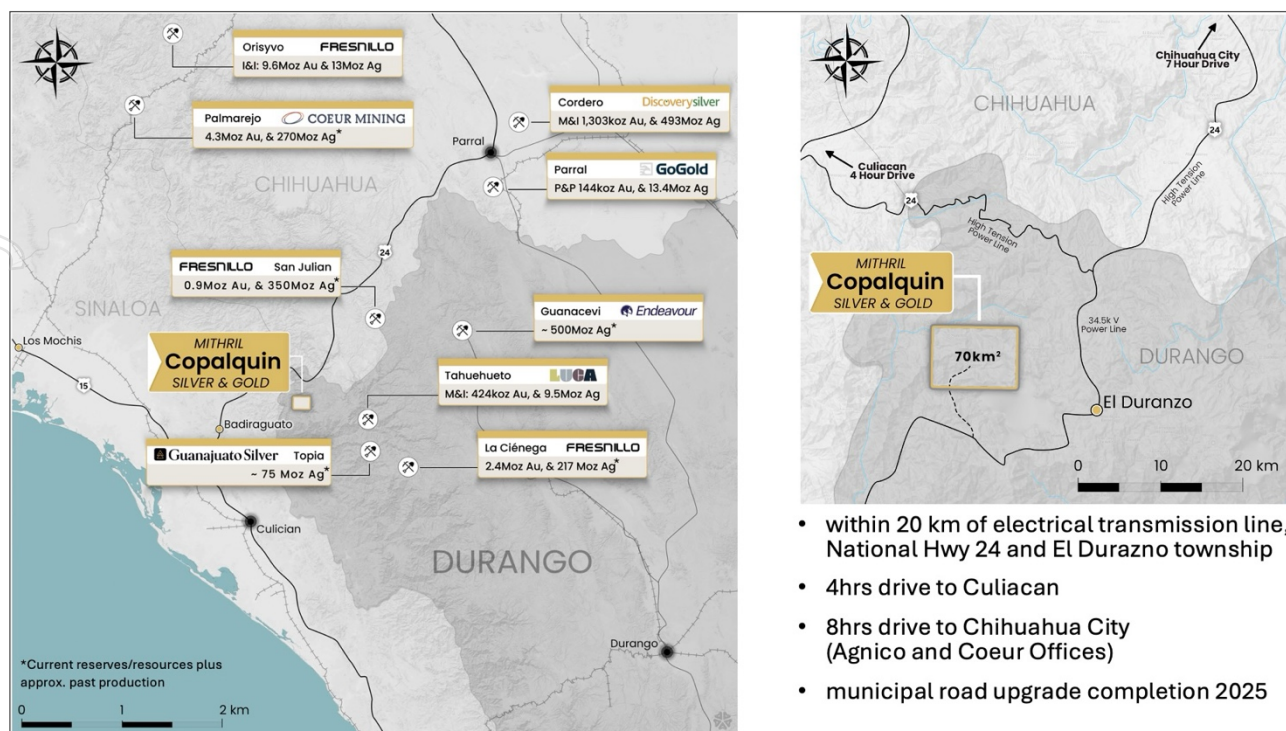 Orisyvo FRESNILLO
I&I: 9.6Moz Au & 13Moz Ag
Palmarejo COEUR MINING
4.3Moz Au, & 270Moz Ag*
Cordero Discoverysilver
M&I 1,303koz Au, & 493Moz Ag
Parral
Parral GoGold
P&P 144koz Au, & 13.4Moz Ag
CHIHUAHUA
24
FRESNILLO San Julian
0.9Moz Au, & 350Moz Ag*
SINALOA
Guanacevi Endeavour
~ 500Moz Ag*
Los Mochis
15
MITHRIL
Copalquin
SILVER & GOLD
Tahuehueto LUCA
M&I: 424koz Au, & 9.5Moz Ag
Badiraguato
Guanajuato Silver Topia
~ 75 Moz Ag*
La Ciénega FRESNILLO
2.4Moz Au, & 217 Moz Ag*
Culician
DURANGO
Durango
*Current reserves/resources plus
approx. past production
0 1 2 km
Chihuahua City
7 Hour Drive
CHIHUAHUA
24
Culiacan
4 Hour Drive
24
High Tension
Power Line
High Tension
Power Line
MITHRIL
Copalquin
SILVER & GOLD
34.5k V
Power Line
70km²
DURANGO
El Duranzo
0 10 20 km
• within 20 km of electrical transmission line,
National Hwy 24 and El Durazno township
• 4hrs drive to Culiacan
• 8hrs drive to Chihuahua City
(Agnico and Coeur Offices)
• municipal road upgrade completion 2025